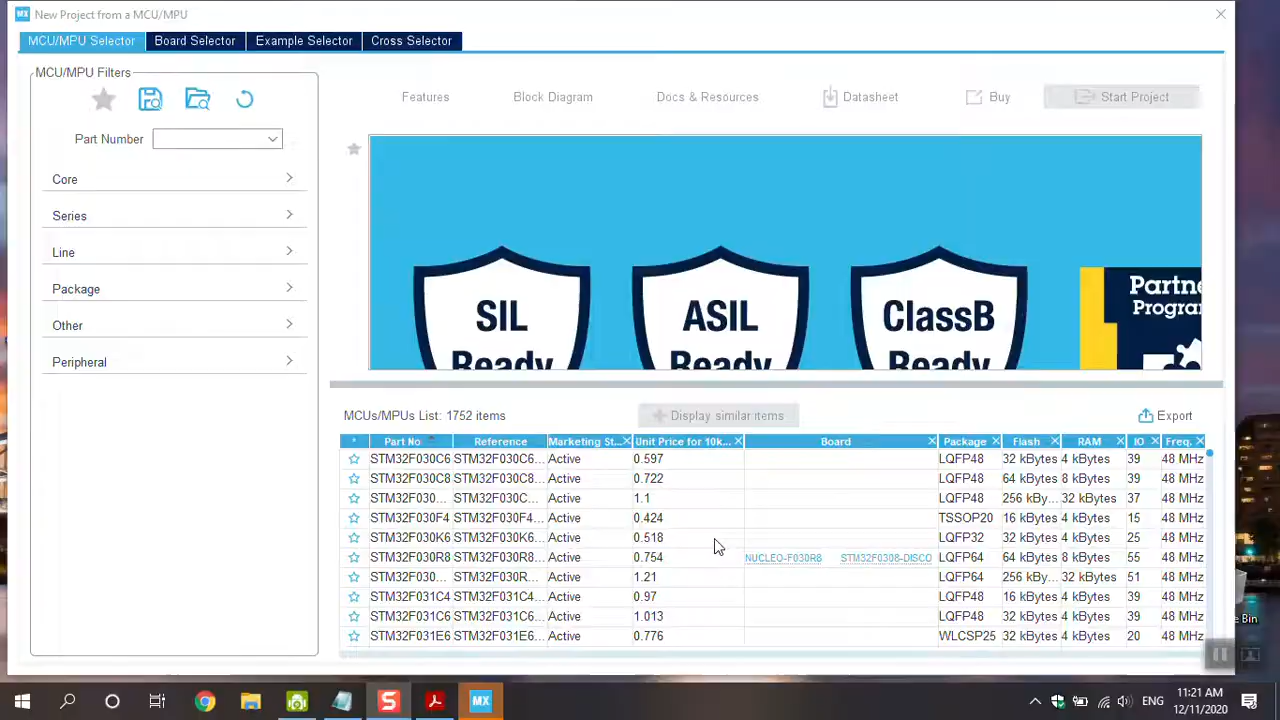 MX New Project from a MCU/MPU
MCU/MPU Selector Board Selector Example Selector Cross Selector
MCU/MPU Filters
Features Block Diagram Docs & Resources Datasheet Buy Start Project
Part Number
Core
Series
Line
Package
Other
Peripheral
SIL Ready
ASIL Ready
ClassB Ready
Partne
Progra
MCUs/MPUs List: 1752 items Display similar items Export
* Part No Reference Marketing St... Unit Price for 10k... Board Package Flash RAM IO Freq.
STM32F030C6 STM32F030C6... Active 0.597 LQFP48 32 kBytes 4 kBytes 39 48 MHz
STM32F030C8 STM32F030C8... Active 0.722 LQFP48 64 kBytes 8 kBytes 39 48 MHz
STM32F030... STM32F030C... Active 1.1 LQFP48 256 kBy... 32 kBytes 37 48 MHz
STM32F030F4 STM32F030F4... Active 0.424 TSSOP20 16 kBytes 4 kBytes 15 48 MHz
STM32F030K6 STM32F030K6... Active 0.518 LQFP32 32 kBytes 4 kBytes 25 48 MHz
STM32F030R8 STM32F030R8... Active 0.754 NUCLEO-F030R8 STM32F0308-DISCO LQFP64 64 kBytes 8 kBytes 55 48 MHz
STM32F030... STM32F030R... Active 1.21 LQFP64 256 kBy... 32 kBytes 51 48 MHz
STM32F031C4 STM32F031C4... Active 0.97 LQFP48 16 kBytes 4 kBytes 39 48 MHz
STM32F031C6 STM32F031C6... Active 1.013 LQFP48 32 kBytes 4 kBytes 39 48 MHz
STM32F031E6 STM32F031E6... Active 0.776 WLCSP25 32 kBytes 4 kBytes 20 48 MHz
e Bin
S MX ENG 11:21 AM
12/11/2020